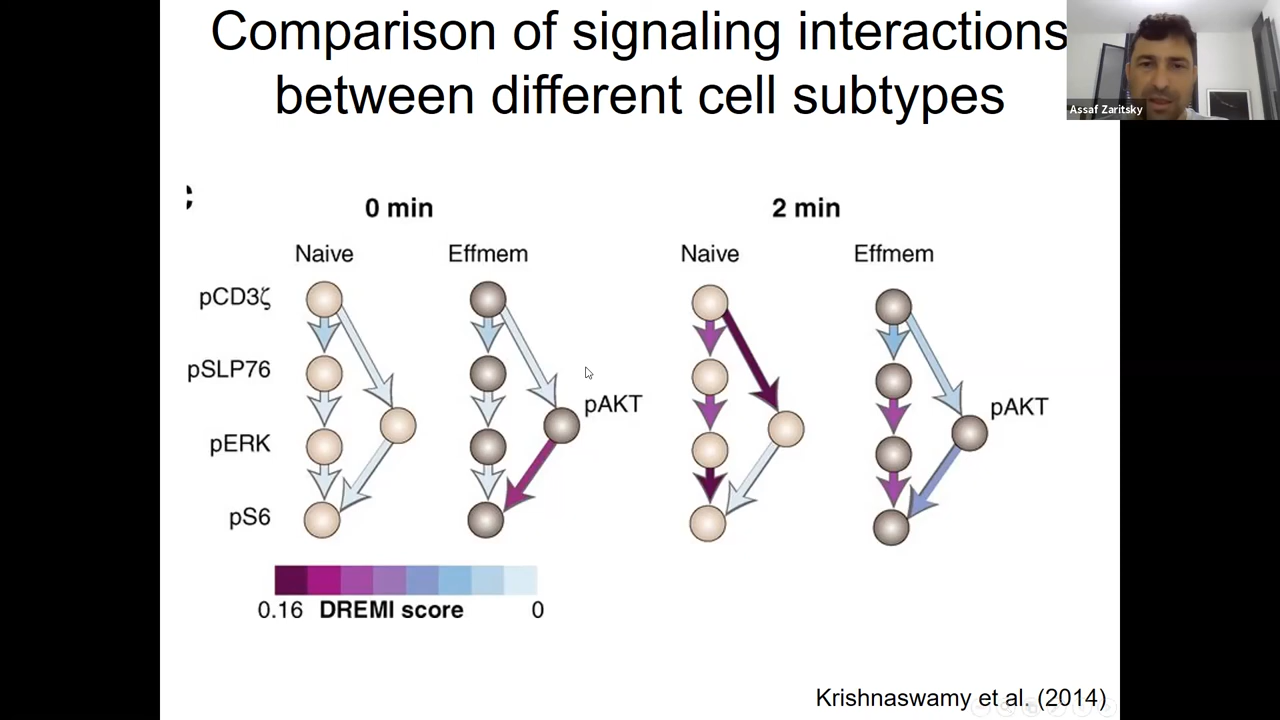 Comparison of signaling interactions
between different cell subtypes
Assaf Zaritsky
c
0 min
2 min
Naive
Effmem
Naive
Effmem
pCD3ζ
pSLP76
pAKT
pAKT
pERK
pS6
0.16 DREMI score 0
Krishnaswamy et al. (2014)